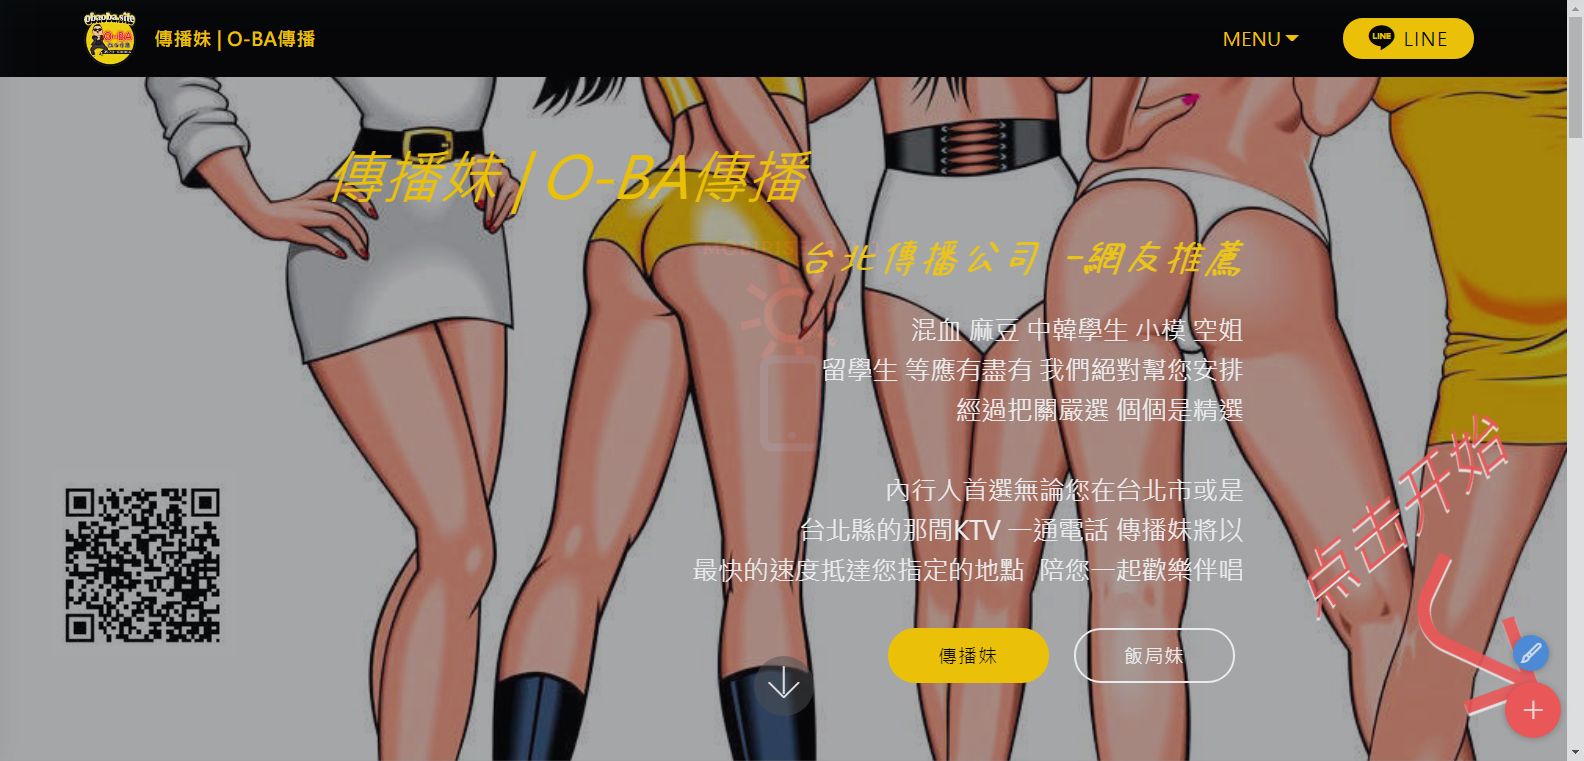 obaoba.site
O-BA
傳播妹 | O-BA傳播
MENU
LINE
LINE
傳播妹 | O-BA傳播
台北傳播公司 -網友推薦
混血 麻豆 中韓學生 小模 空姐
留學生 等應有盡有 我們絕對幫您安排
經過把關嚴選 個個是精選
內行人首選無論您在台北市或是
台北縣的那間KTV 一通電話 傳播妹將以
最快的速度抵達您指定的地點 陪您一起歡樂伴唱
点击开始
傳播妹
飯局妹